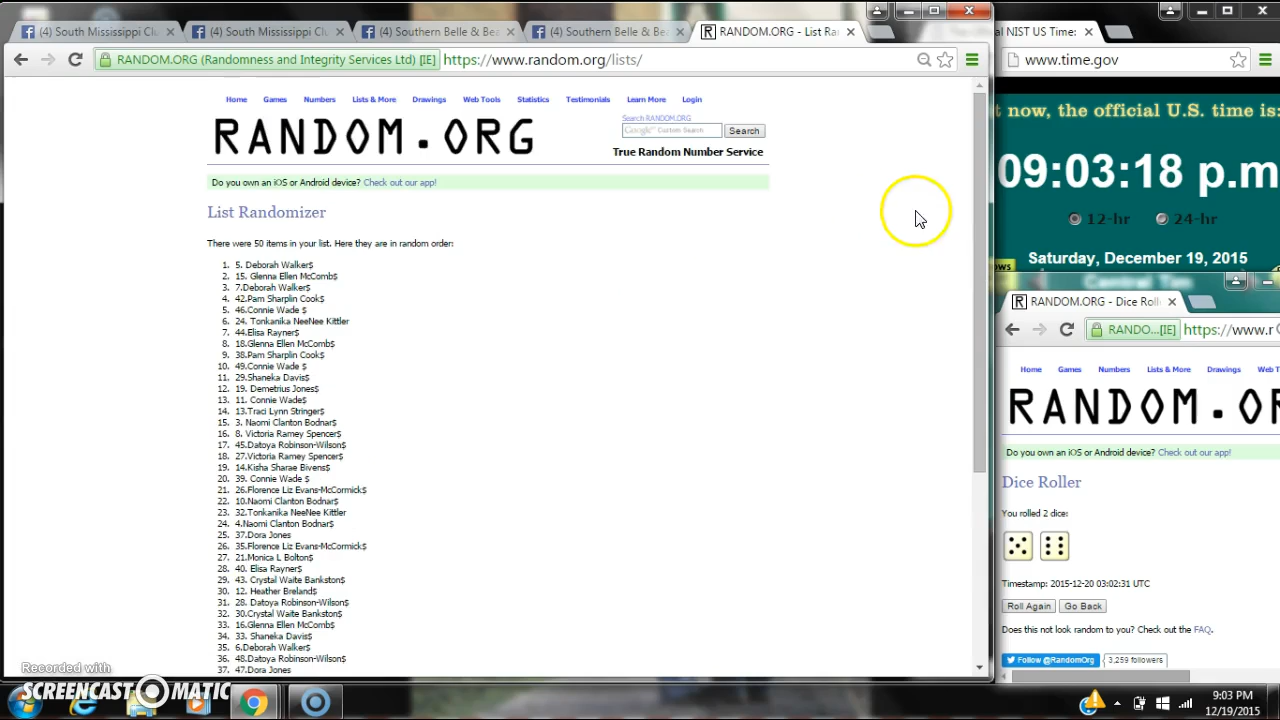 (4) South Mississippi Clu
(4) South Mississippi Clu
(4) Southern Belle & Bea
(4) Southern Belle & Bea
RANDOM.ORG - List Ra
RANDOM.ORG (Randomness and Integrity Services Ltd) [IE]
https://www.random.org/lists/
Home Games Numbers Lists & More Drawings Web Tools Statistics Testimonials Learn More Login
RANDOM.ORG
Search RANDOM.ORG
Google Custom Search
Search
True Random Number Service
Do you own an iOS or Android device? Check out our app!
List Randomizer
There were 50 items in your list. Here they are in random order:
1. 5. Deborah Walker$
2. 15. Glenna Ellen McComb$
3. 7.Deborah Walker$
4. 42.Pam Sharplin Cook$
5. 46.Connie Wade $
6. 24. Tonkanika NeeNee Kittler
7. 44.Elisa Rayner$
8. 18.Glenna Ellen McComb$
9. 38.Pam Sharplin Cook$
10. 49.Connie Wade $
11. 29.Shaneka Davis$
12. 19. Demetrius Jones$
13. 11. Connie Wade$
14. 13.Traci Lynn Stringer$
15. 3. Naomi Clanton Bodnar$
16. 8. Victoria Ramey Spencer$
17. 45.Datoya Robinson-Wilson$
18. 27.Victoria Ramey Spencer$
19. 14.Kisha Sharae Bivens$
20. 39. Connie Wade $
21. 26.Florence Liz Evans-McCormick$
22. 10.Naomi Clanton Bodnar$
23. 32.Tonkanika NeeNee Kittler
24. 4.Naomi Clanton Bodnar$
25. 37.Dora Jones
26. 35.Florence Liz Evans-McCormick$
27. 21.Monica L Bolton$
28. 40. Elisa Rayner$
29. 43. Crystal Waite Bankston$
30. 12. Heather Breland$
31. 28. Datoya Robinson-Wilson$
32. 30.Crystal Waite Bankston$
33. 16.Glenna Ellen McComb$
34. 33. Shaneka Davis$
35. 6.Deborah Walker$
36. 48.Datoya Robinson-Wilson$
37. 47.Dora Jones
Recorded with
SCREENCAST-O-MATIC
al NIST US Time:
www.time.gov
t now, the official U.S. time is:
09:03:18 p.m
12-hr 24-hr
Saturday, December 19, 2015
ows
RANDOM.ORG - Dice Roll
RANDO...[IE]
https://www.r
Home Games Numbers Lists & More Drawings Web T
RANDOM.OR
Do you own an iOS or Android device? Check out our app!
Dice Roller
You rolled 2 dice:
Timestamp: 2015-12-20 03:02:31 UTC
Roll Again
Go Back
Does this not look random to you? Check out the FAQ.
Follow @RandomOrg
3,259 followers
9:03 PM
12/19/2015